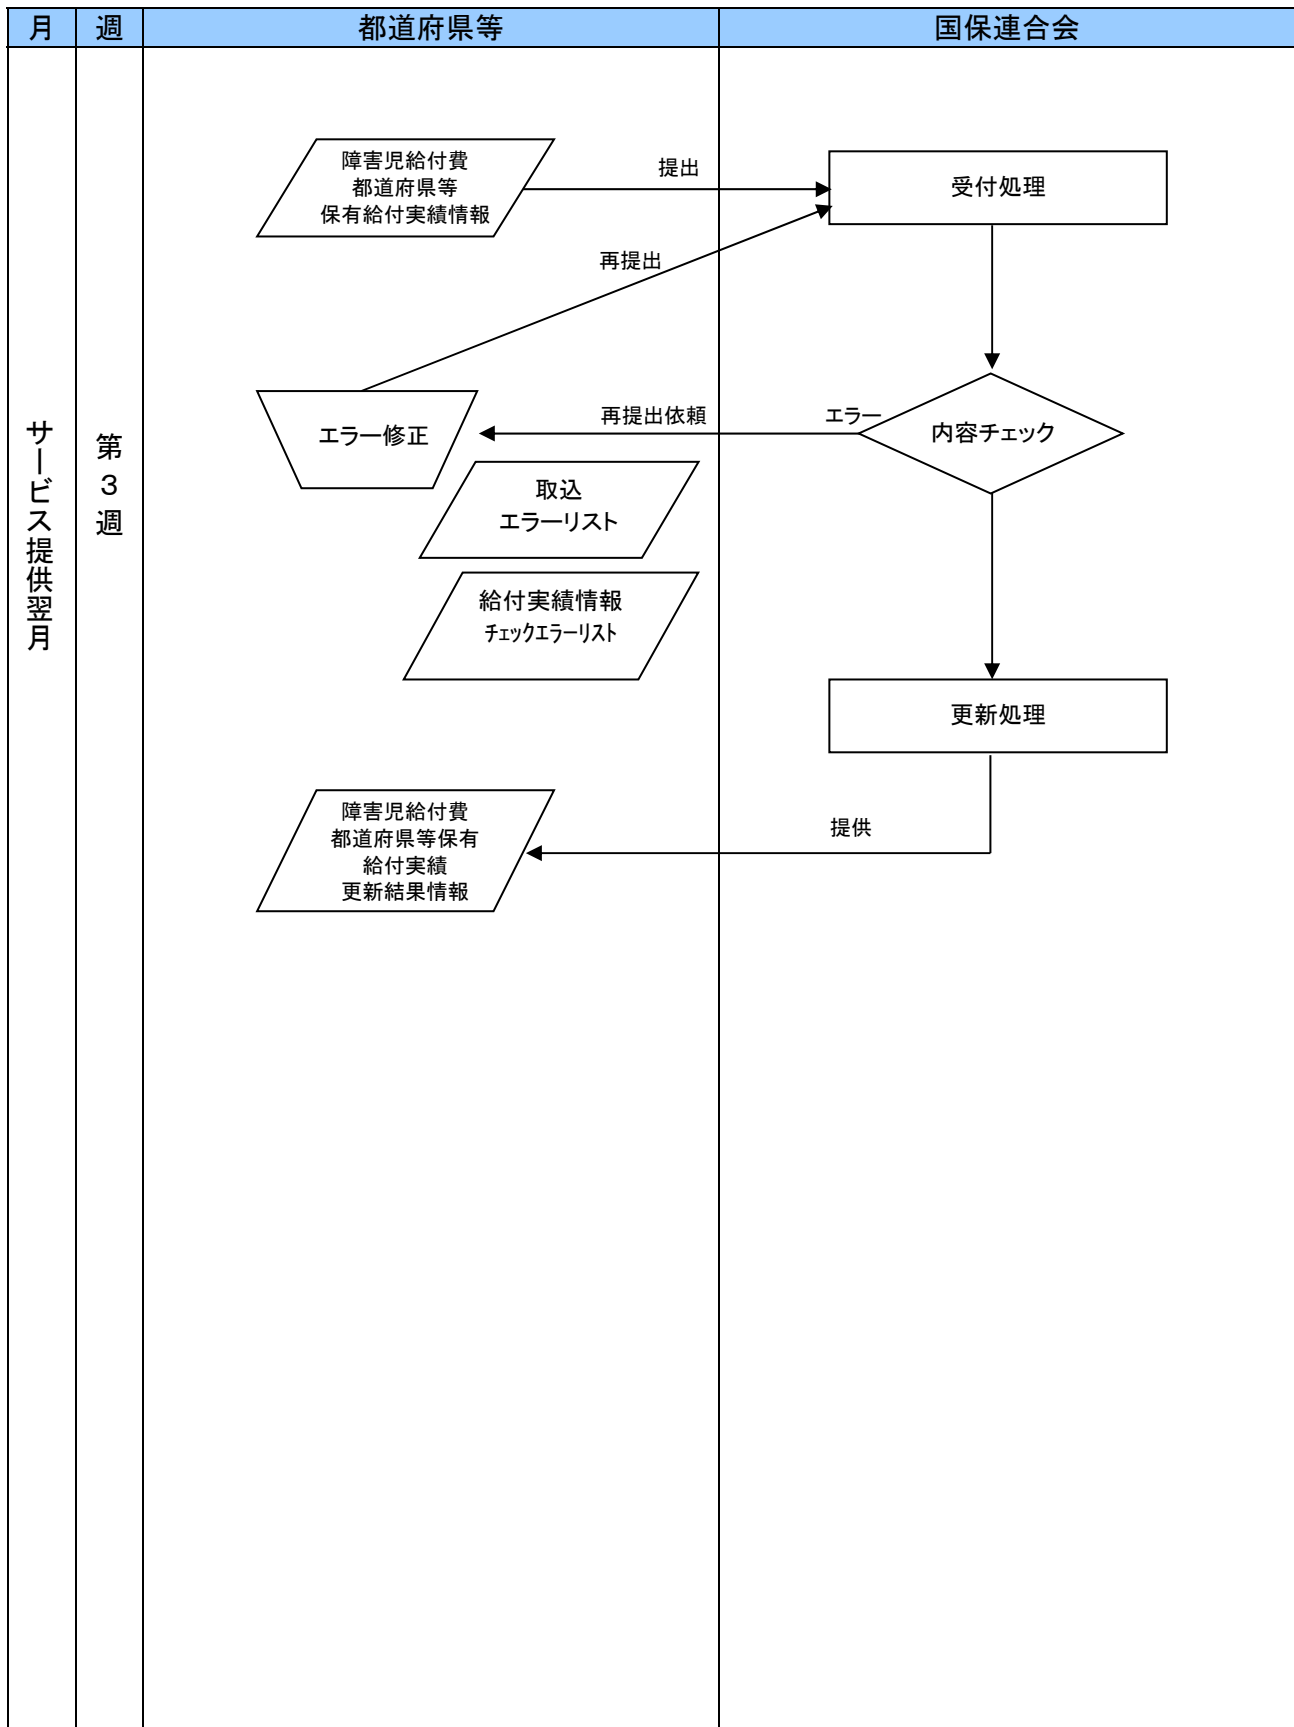 月 週 都道府県等 国保連合会
障害児給付費
都道府県等
保有給付実績情報
提出
受付処理
再提出
エラー修正
再提出依頼
エラー
内容チェック
サービス提供翌月
第3週
取込
エラーリスト
給付実績情報
ﾁｪｯｸｴﾗｰﾘｽﾄ
更新処理
障害児給付費
都道府県等保有
給付実績
更新結果情報
提供